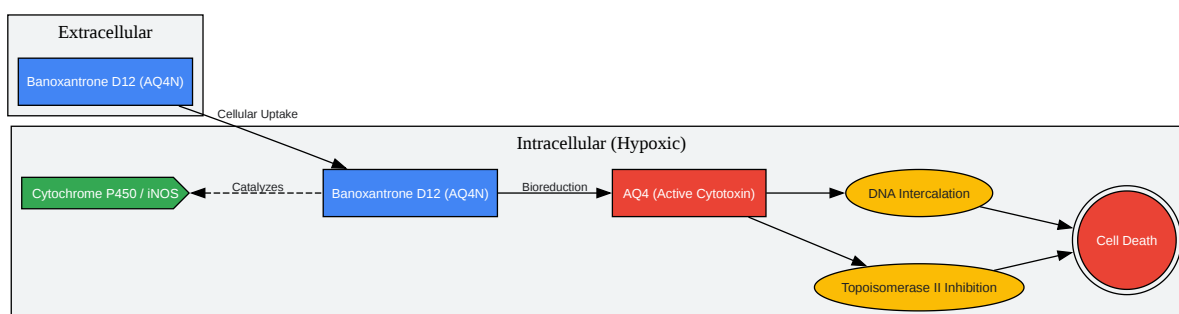 Extracellular
Banoxantrone D12 (AQ4N)
Cellular Uptake
Intracellular (Hypoxic)
Cytochrome P450 / iNOS
Catalyzes
Banoxantrone D12 (AQ4N)
Bioreduction
AQ4 (Active Cytotoxin)
DNA Intercalation
Cell Death
Topoisomerase II Inhibition